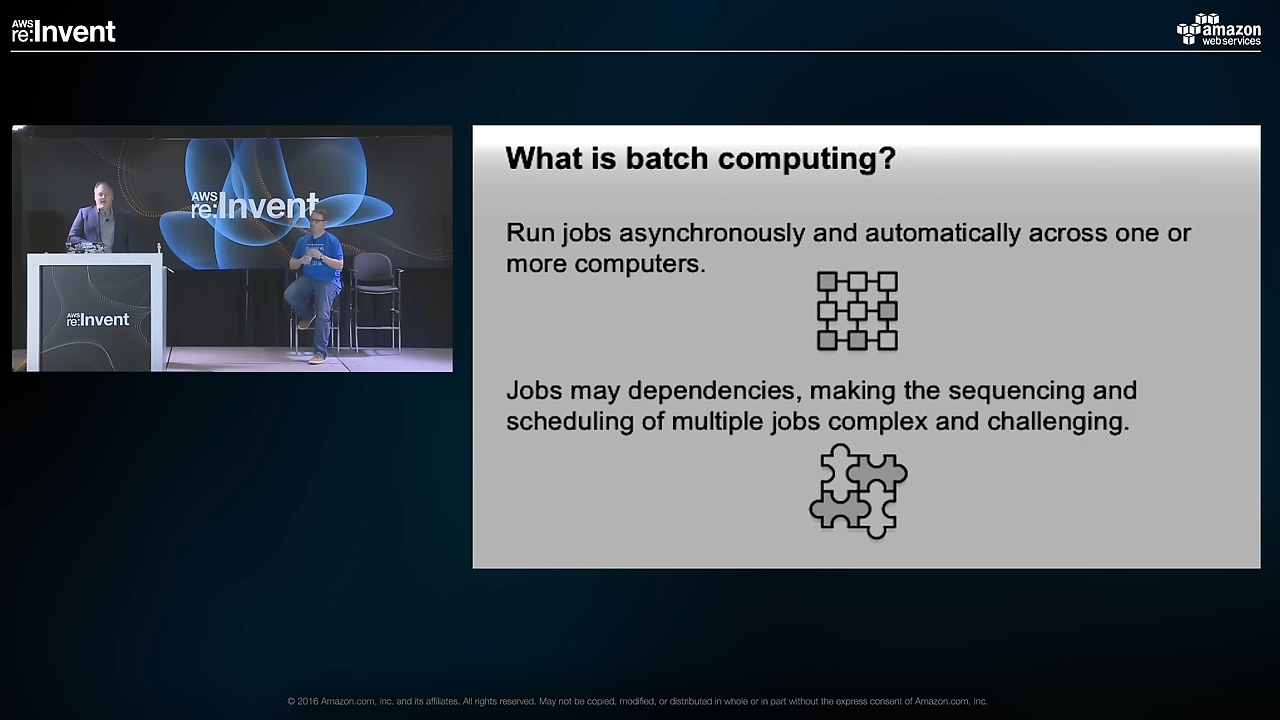 AWS
re:Invent
amazon
webservices
AWS
re:Invent
AWS
re:Invent
What is batch computing?
Run jobs asynchronously and automatically across one or
more computers.
Jobs may dependencies, making the sequencing and
scheduling of multiple jobs complex and challenging.
© 2016 Amazon.com, Inc. and its affiliates. All rights reserved. May not be copied, modified, or distributed in whole or in part without the express consent of Amazon.com, Inc.